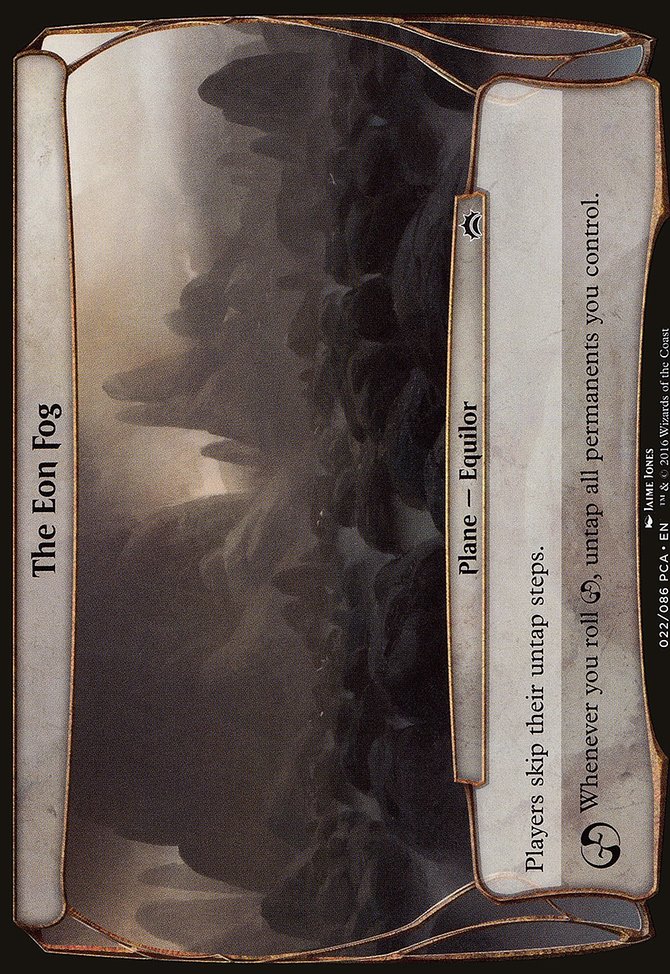 The Eon Fog
Plane — Equilor
Players skip their untap steps.
Whenever you roll , untap all permanents you control.
JAIME JONES
022/086 PCA • EN ™ & © 2016 Wizards of the Coast